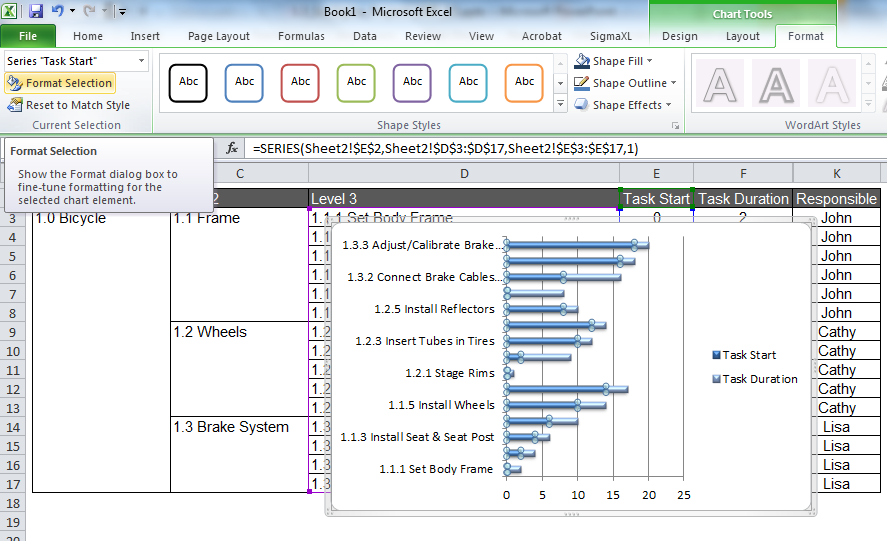 Book1 - Microsoft Excel
Chart Tools
File Home Insert Page Layout Formulas Data Review View Acrobat SigmaXL Design Layout Format
Series "Task Start"
Format Selection
Reset to Match Style
Current Selection
Abc Abc Abc Abc Abc Abc
Shape Fill
Shape Outline
Shape Effects
Shape Styles
A A A
WordArt Styles
Format Selection
Show the Format dialog box to
fine-tune formatting for the
selected chart element.
fx =SERIES(Sheet2!$E$2,Sheet2!$D$3:$D$17,Sheet2!$E$3:$E$17,1)
C D E F K
2 Level 3 Task Start Task Duration Responsible
3 1.0 Bicycle 1.1 Frame 1.1.1 Set Body Frame 0 2 John
4 1.1 John
5 1.1 John
6 1.1 John
7 1.1 John
8 1.1 John
9 1.2 Wheels 1.2 Cathy
10 1.2 Cathy
11 1.2 Cathy
12 1.2 Cathy
13 1.2 Cathy
14 1.3 Brake System 1.3 Lisa
15 1.3 Lisa
16 1.3 Lisa
17 1.3 Lisa
18
19
1.3.3 Adjust/Calibrate Brake...
1.3.2 Connect Brake Cables...
1.2.5 Install Reflectors
1.2.3 Insert Tubes in Tires
1.2.1 Stage Rims
1.1.5 Install Wheels
1.1.3 Install Seat & Seat Post
1.1.1 Set Body Frame
0 5 10 15 20 25
Task Start
Task Duration